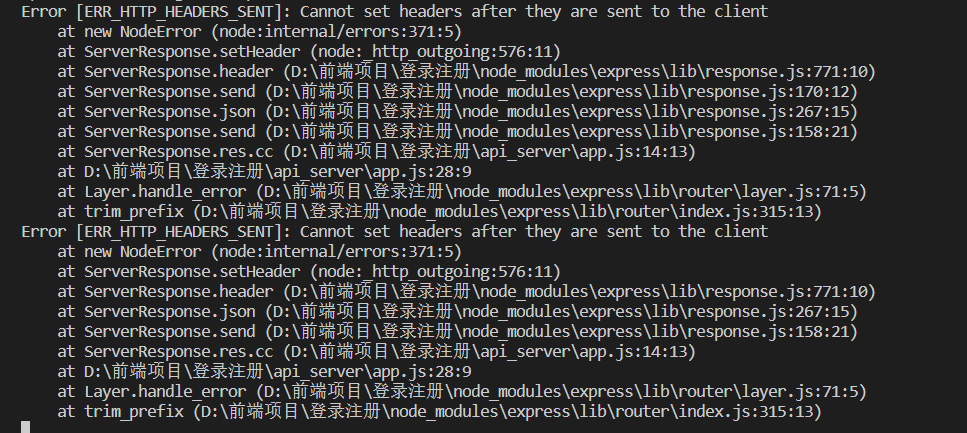 Error [ERR_HTTP_HEADERS_SENT]: Cannot set headers after they are sent to the client
    at new NodeError (node:internal/errors:371:5)
    at ServerResponse.setHeader (node:_http_outgoing:576:11)
    at ServerResponse.header (D:\前端项目\登录注册\node_modules\express\lib\response.js:771:10)
    at ServerResponse.send (D:\前端项目\登录注册\node_modules\express\lib\response.js:170:12)
    at ServerResponse.json (D:\前端项目\登录注册\node_modules\express\lib\response.js:267:15)
    at ServerResponse.send (D:\前端项目\登录注册\node_modules\express\lib\response.js:158:21)
    at ServerResponse.res.cc (D:\前端项目\登录注册\api_server\app.js:14:13)
    at D:\前端项目\登录注册\api_server\app.js:28:9
    at Layer.handle_error (D:\前端项目\登录注册\node_modules\express\lib\router\layer.js:71:5)
    at trim_prefix (D:\前端项目\登录注册\node_modules\express\lib\router\index.js:315:13)
Error [ERR_HTTP_HEADERS_SENT]: Cannot set headers after they are sent to the client
    at new NodeError (node:internal/errors:371:5)
    at ServerResponse.setHeader (node:_http_outgoing:576:11)
    at ServerResponse.header (D:\前端项目\登录注册\node_modules\express\lib\response.js:771:10)
    at ServerResponse.json (D:\前端项目\登录注册\node_modules\express\lib\response.js:267:15)
    at ServerResponse.send (D:\前端项目\登录注册\node_modules\express\lib\response.js:158:21)
    at ServerResponse.res.cc (D:\前端项目\登录注册\api_server\app.js:14:13)
    at D:\前端项目\登录注册\api_server\app.js:28:9
    at Layer.handle_error (D:\前端项目\登录注册\node_modules\express\lib\router\layer.js:71:5)
    at trim_prefix (D:\前端项目\登录注册\node_modules\express\lib\router\index.js:315:13)